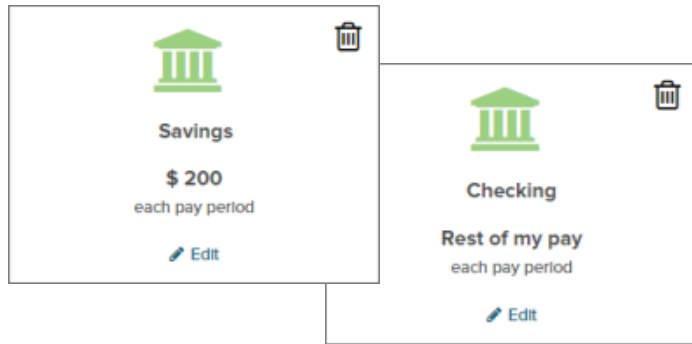 Savings
$ 200
each pay period
Edit
Checking
Rest of my pay
each pay period
Edit